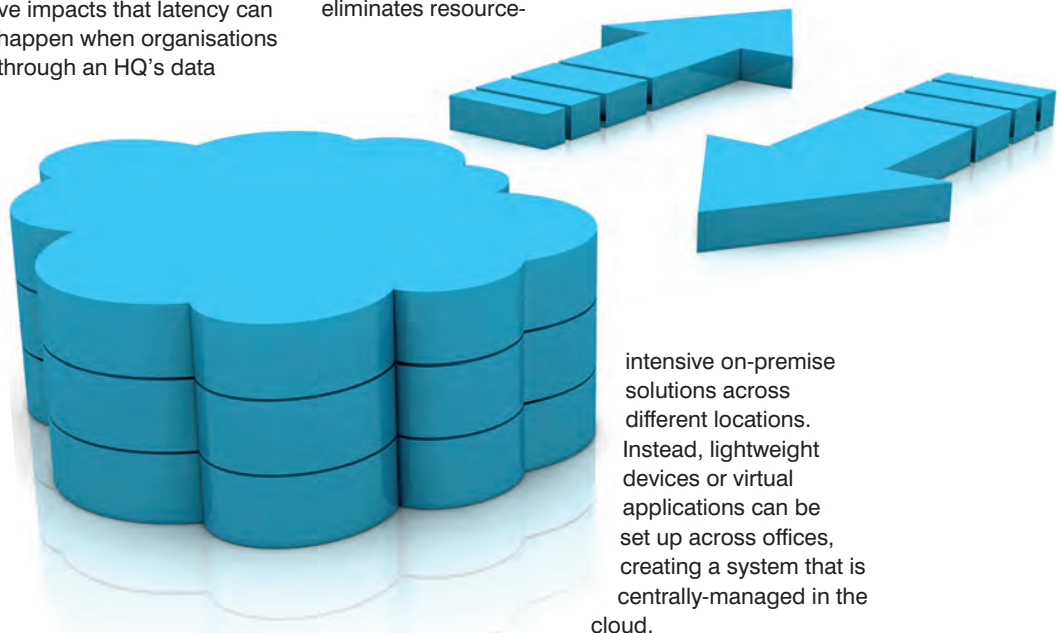 ve impacts that latency can
happen when organisations
through an HQ's data
eliminates resource-
intensive on-premise
solutions across
different locations.
Instead, lightweight
devices or virtual
applications can be
set up across offices,
creating a system that is
centrally-managed in the
cloud.